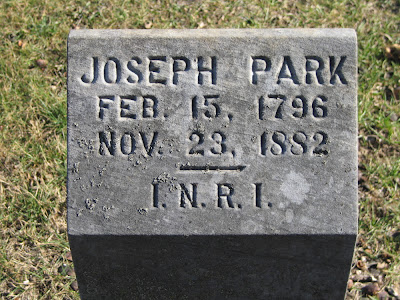 JOSEPH PARK
FEB. 15, 1796
NOV. 23, 1882
I. N. R. I.